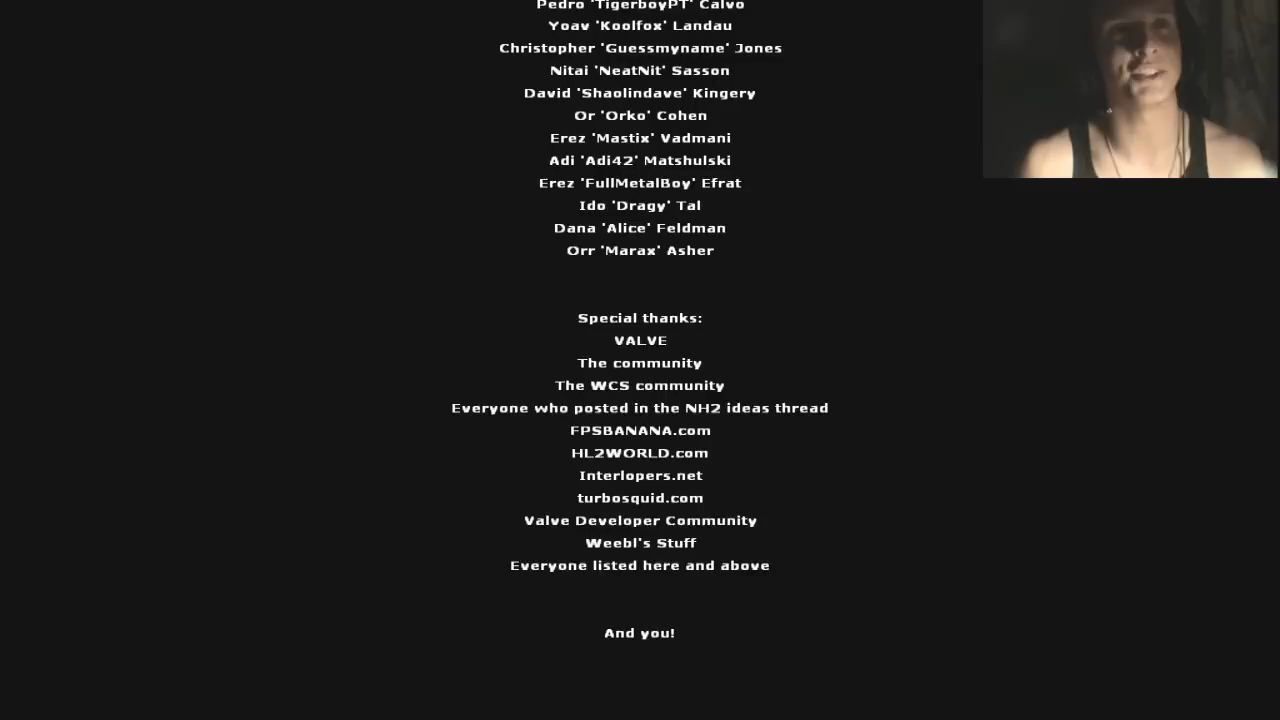 Pedro 'TigerboyPT' Calvo
Yoav 'Koolfox' Landau
Christopher 'Guessmyname' Jones
Nitai 'NeatNit' Sasson
David 'Shaolindave' Kingery
Or 'Orko' Cohen
Erez 'Mastix' Vadmani
Adi 'Adi42' Matshulski
Erez 'FullMetalBoy' Efrat
Ido 'Dragy' Tal
Dana 'Alice' Feldman
Orr 'Marax' Asher
Special thanks:
VALVE
The community
The WCS community
Everyone who posted in the NH2 ideas thread
FPSBANANA.com
HL2WORLD.com
Interlopers.net
turbosquid.com
Valve Developer Community
Weebl's Stuff
Everyone listed here and above
And you!